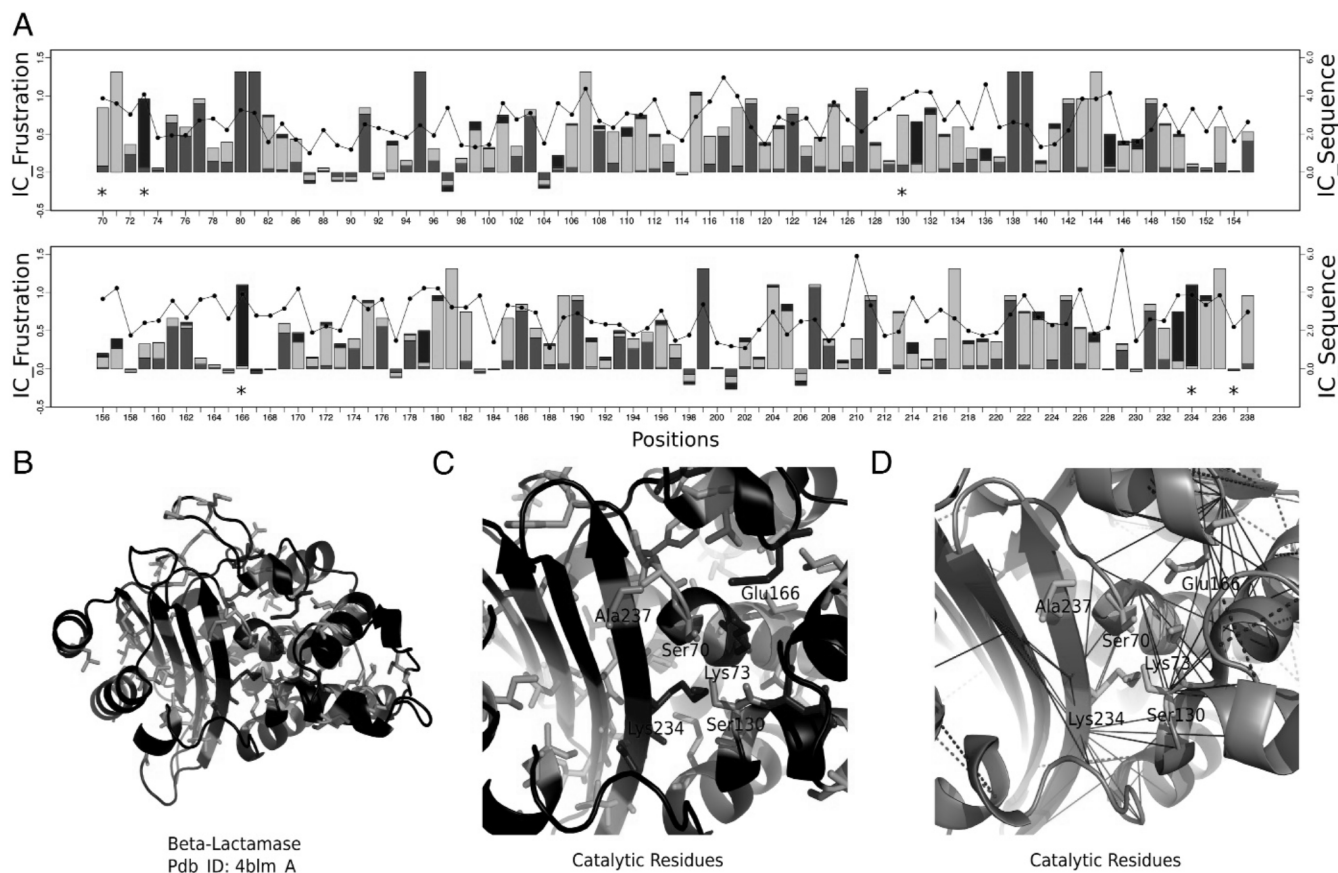 A
IC_Frustration
1.5
1.0
0.5
0.0
-0.5
6.0
4.0
2.0
0.0
IC_Sequence
* * *
70 72 74 76 78 80 82 84 86 88 90 92 94 96 98 100 102 104 106 108 110 112 114 116 118 120 122 124 126 128 130 132 134 136 138 140 142 144 146 148 150 152 154
IC_Frustration
1.5
1.0
0.5
0.0
-0.5
6.0
4.0
2.0
0.0
IC_Sequence
* * *
156 158 160 162 164 166 168 170 172 174 176 178 180 182 184 186 188 190 192 194 196 198 200 202 204 206 208 210 212 214 216 218 220 222 224 226 228 230 232 234 236 238
Positions
B
Beta-Lactamase
Pdb_ID: 4blm_A
C
Ala237
Glu166
Ser70
Lys73
Lys234
Ser130
Catalytic Residues
D
Glu166
Ala237
Ser70
Lys73
Lys234
Ser130
Catalytic Residues